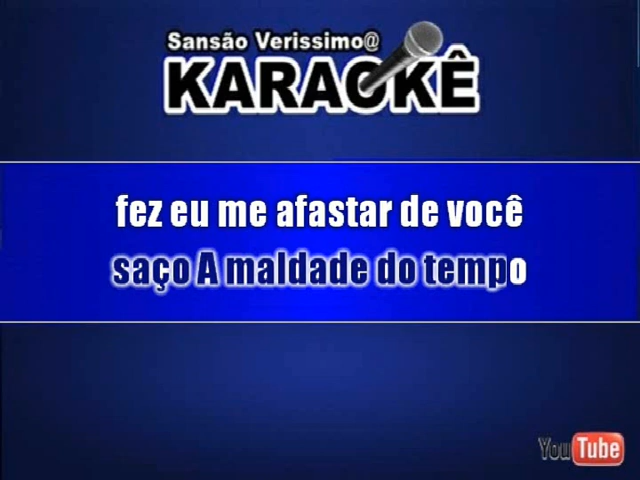 Sansão Verissimo@
KARAOKÊ
fez eu me afastar de você
saço A maldade do tempo
YouTube